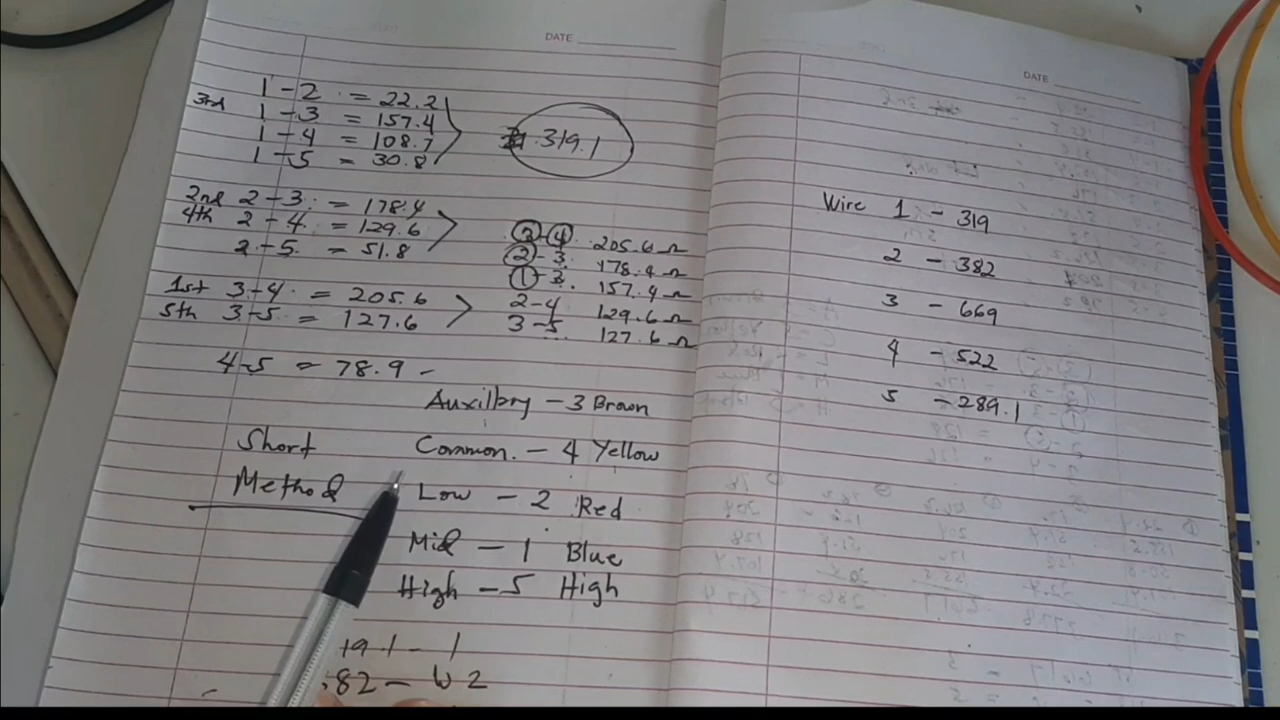 DATE
1 - 2 = 22.2
3rd 1 - 3 = 157.4
1 - 4 = 108.7
1 - 5 = 30.8
319.1
2nd 2 - 3 = 178.4
4th 2 - 4 = 129.6
2 - 5 = 51.8
1st 3 - 4 = 205.6
5th 3 - 5 = 127.6
4 - 5 = 78.9 -
3 - 4 205.6 Ω
2 - 3 178.4 Ω
1 - 3 157.4 Ω
2 - 4 129.6 Ω
3 - 5 127.6 Ω
Short
Method
Auxillary - 3 Brown
Common - 4 Yellow
Low - 2 Red
Mid - 1 Blue
High - 5 High
19.1 - 1
82 - W 2
DATE
Wire 1 - 319
2 - 382
3 - 669
4 - 522
5 - 289.1